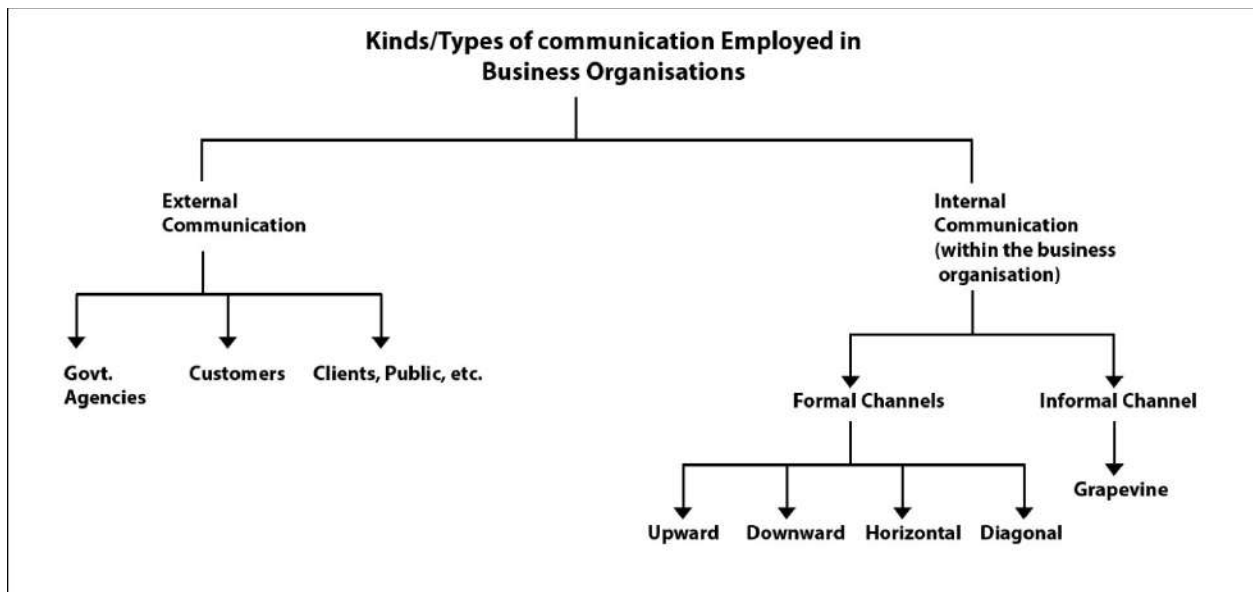 Kinds/Types of communication Employed in
Business Organisations
External
Communication
Internal
Communication
(within the business
organisation)
Govt.
Agencies
Customers
Clients, Public, etc.
Formal Channels
Informal Channel
Grapevine
Upward
Downward
Horizontal
Diagonal